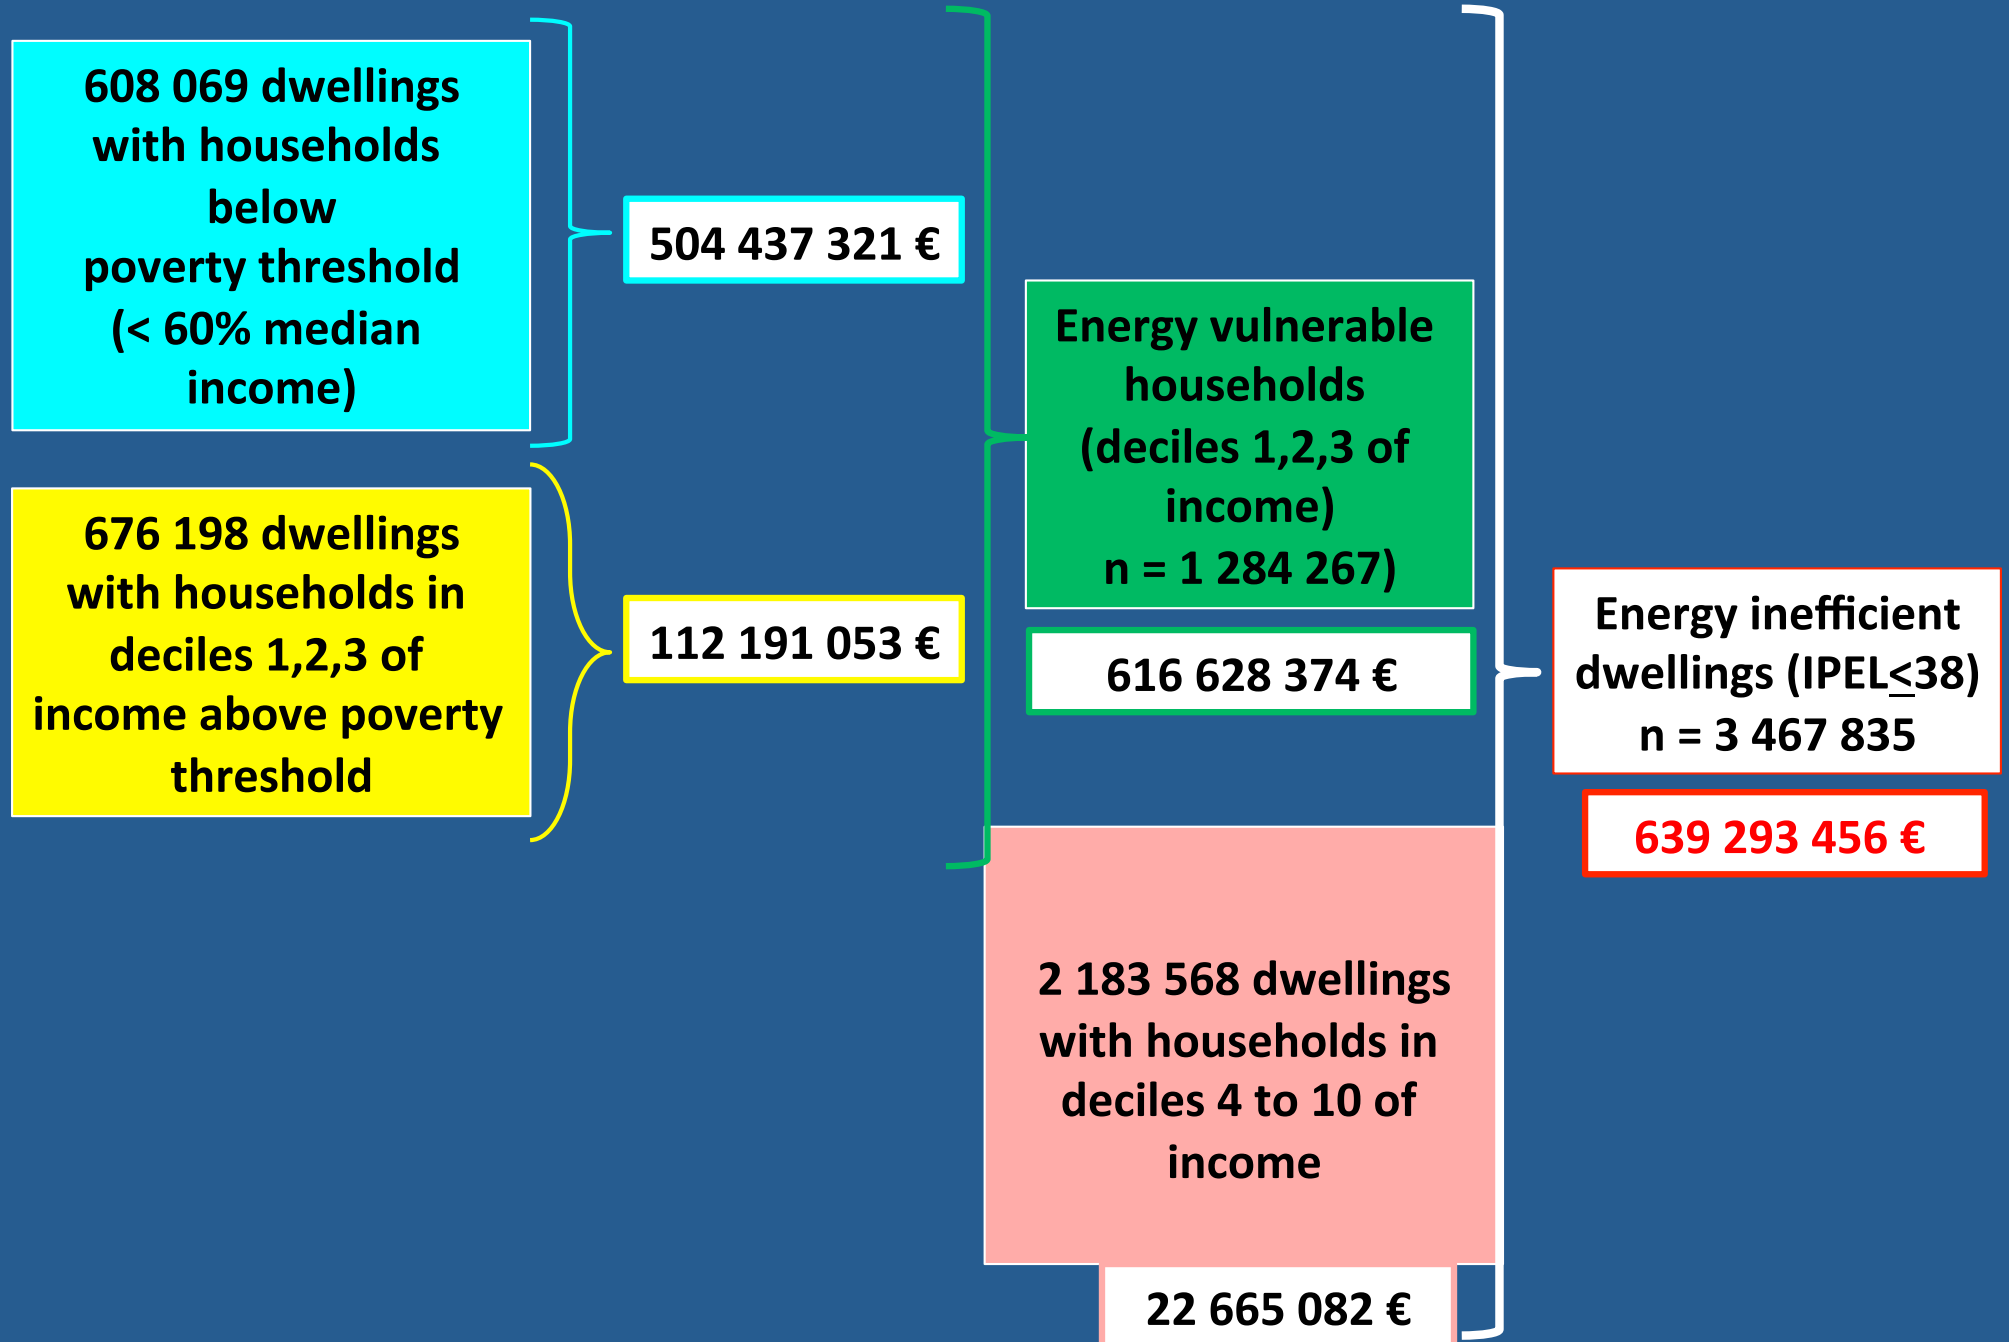 608 069 dwellings
with households
below
poverty threshold
(< 60% median
income)
504 437 321 €
676 198 dwellings
with households in
deciles 1,2,3 of
income above poverty
threshold
112 191 053 €
Energy vulnerable
households
(deciles 1,2,3 of
income)
n = 1 284 267)
616 628 374 €
2 183 568 dwellings
with households in
deciles 4 to 10 of
income
22 665 082 €
Energy inefficient
dwellings (IPEL<38)
n = 3 467 835
639 293 456 €